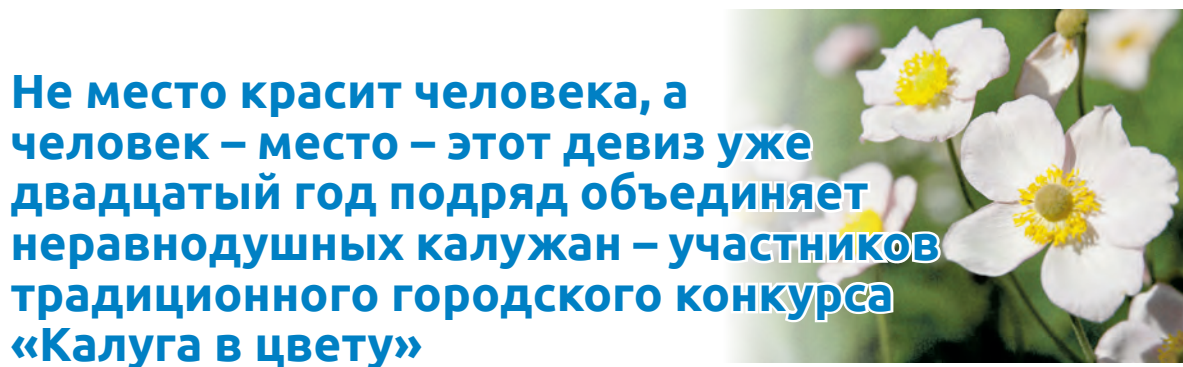 Не место красит человека, а
человек – место – этот девиз уже
двадцатый год подряд объединяет
неравнодушных калужан – участников
традиционного городского конкурса
«Калуга в цвету»